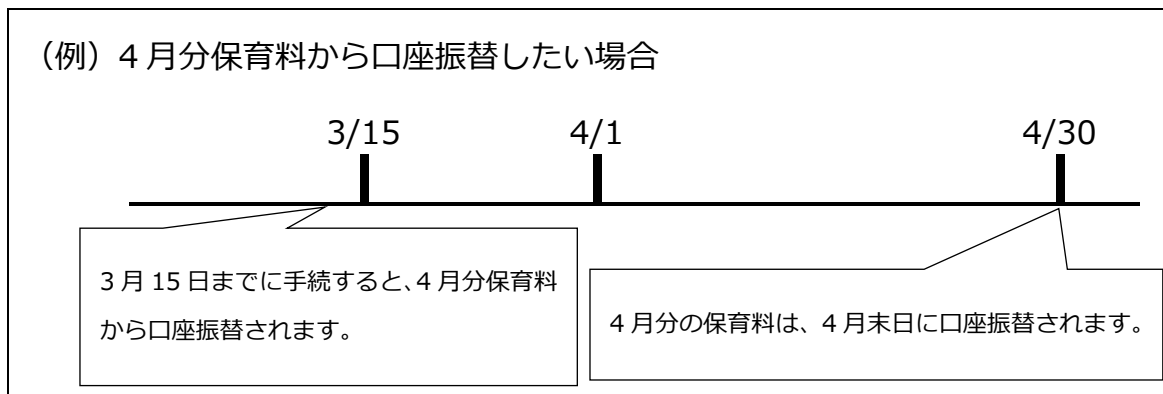 （例）４月分保育料から口座振替したい場合
3/15
4/1
4/30
３月 15 日までに手続すると、４月分保育料
から口座振替されます。
４月分の保育料は、４月末日に口座振替されます。